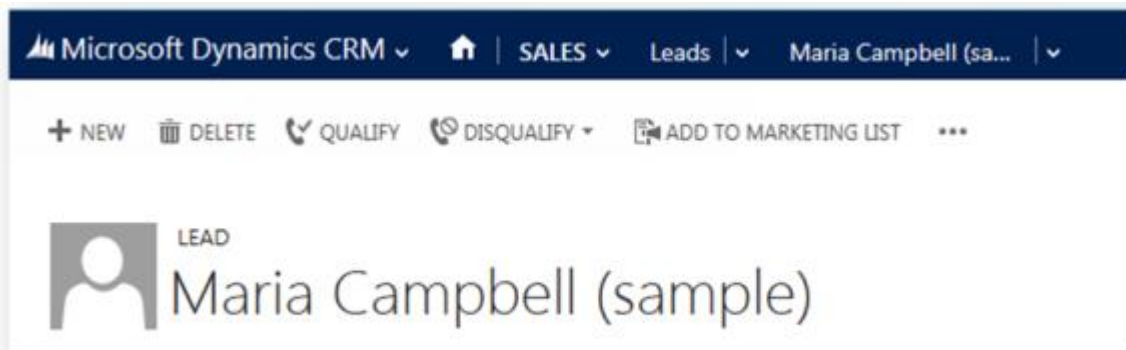 Microsoft Dynamics CRM SALES Leads Maria Campbell (sa...
NEW DELETE QUALIFY DISQUALIFY ADD TO MARKETING LIST ...
LEAD
Maria Campbell (sample)